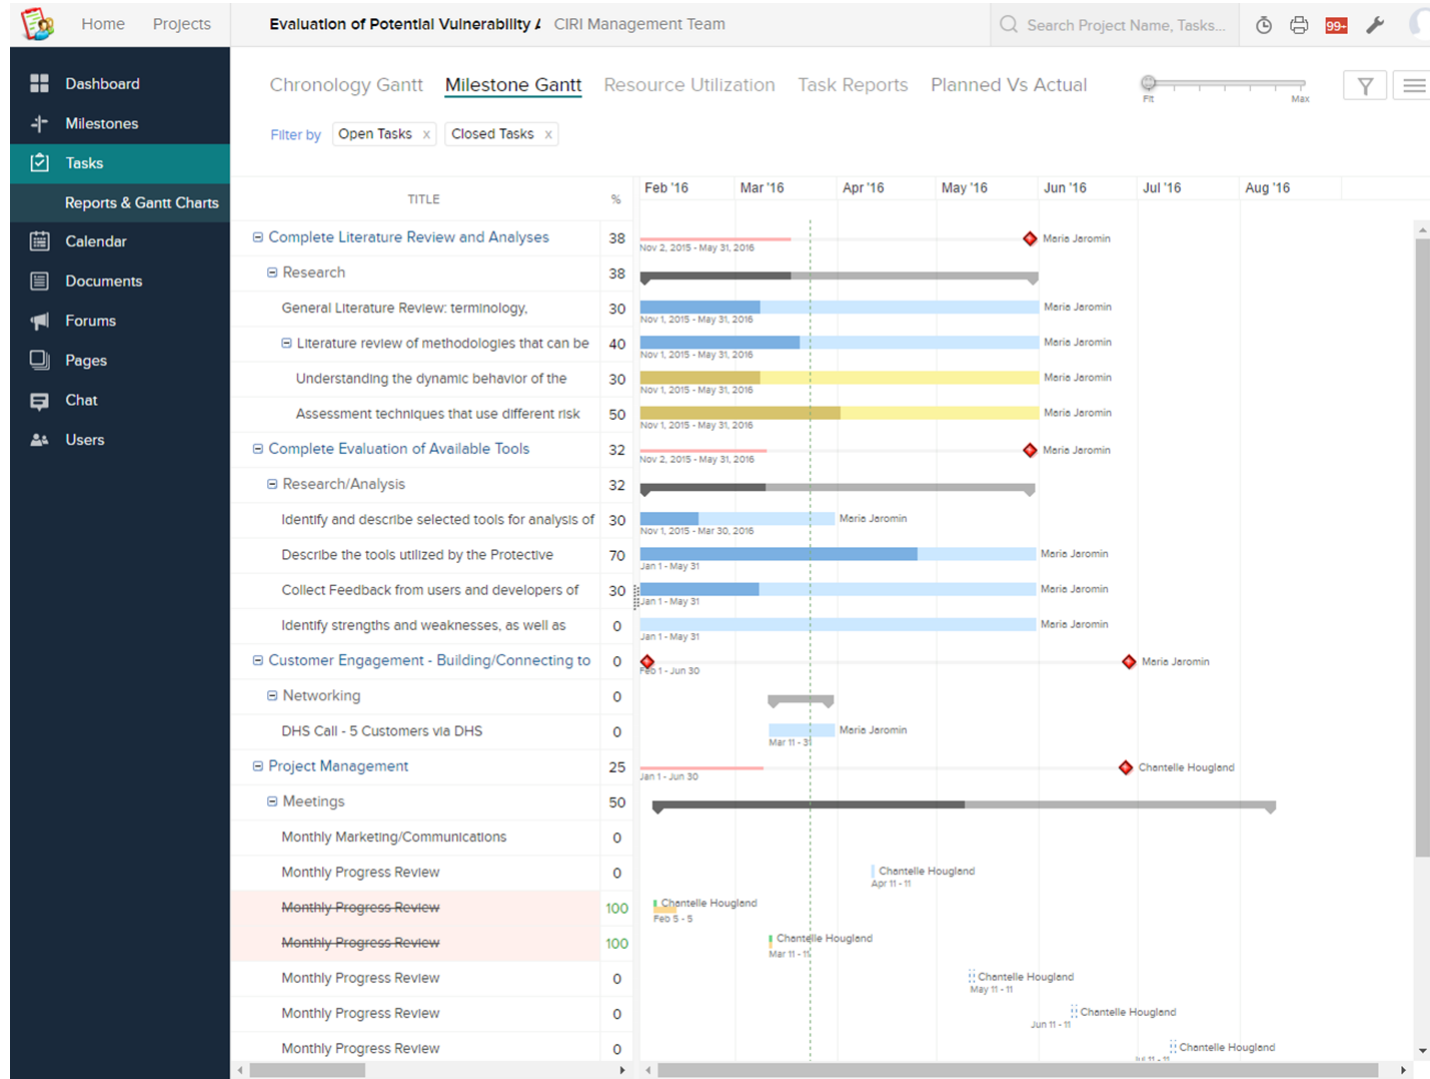 Home Projects Evaluation of Potential Vulnerability CIRI Management Team Search Project Name, Tasks... 99+
Dashboard
Milestones
Tasks
Reports & Gantt Charts
Calendar
Documents
Forums
Pages
Chat
Users
Chronology Gantt Milestone Gantt Resource Utilization Task Reports Planned Vs Actual Fit Max
Filter by Open Tasks x Closed Tasks x
TITLE % Feb '16 Mar '16 Apr '16 May '16 Jun '16 Jul '16 Aug '16
Complete Literature Review and Analyses 38 Maria Jaromin
Nov 2, 2015 - May 31, 2016
Research 38
General Literature Review: terminology, 30 Maria Jaromin
Nov 1, 2015 - May 31, 2016
Literature review of methodologies that can be 40 Maria Jaromin
Nov 1, 2015 - May 31, 2016
Understanding the dynamic behavior of the 30 Maria Jaromin
Nov 1, 2015 - May 31, 2016
Assessment techniques that use different risk 50 Maria Jaromin
Nov 1, 2015 - May 31, 2016
Complete Evaluation of Available Tools 32 Maria Jaromin
Nov 2, 2015 - May 31, 2016
Research/Analysis 32
Identify and describe selected tools for analysis of 30 Maria Jaromin
Nov 1, 2015 - Mar 30, 2016
Describe the tools utilized by the Protective 70 Maria Jaromin
Jan 1 - May 31
Collect Feedback from users and developers of 30 Maria Jaromin
Jan 1 - May 31
Identify strengths and weaknesses, as well as 0 Maria Jaromin
Jan 1 - May 31
Customer Engagement - Building/Connecting to 0 Maria Jaromin
Feb 1 - Jun 30
Networking 0
DHS Call - 5 Customers via DHS 0 Maria Jaromin
Mar 11 - 31
Project Management 25 Chantelle Hougland
Jan 1 - Jun 30
Meetings 50
Monthly Marketing/Communications 0
Monthly Progress Review 0 Chantelle Hougland
Apr 11 - 11
Monthly Progress Review 100 Chantelle Hougland
Feb 5 - 5
Monthly Progress Review 100 Chantelle Hougland
Mar 11 - 11
Monthly Progress Review 0 Chantelle Hougland
May 11 - 11
Monthly Progress Review 0 Chantelle Hougland
Jun 11 - 11
Monthly Progress Review 0 Chantelle Hougland
Jul 11 - 11